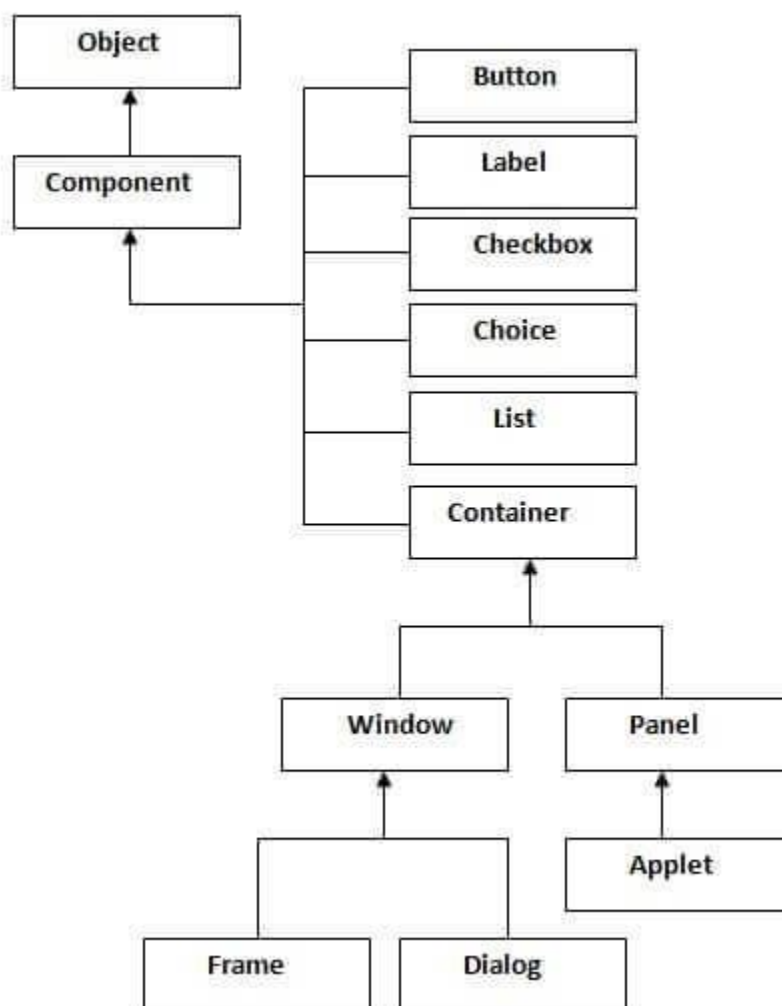 Object
Component
Button
Label
Checkbox
Choice
List
Container
Window
Panel
Applet
Frame
Dialog